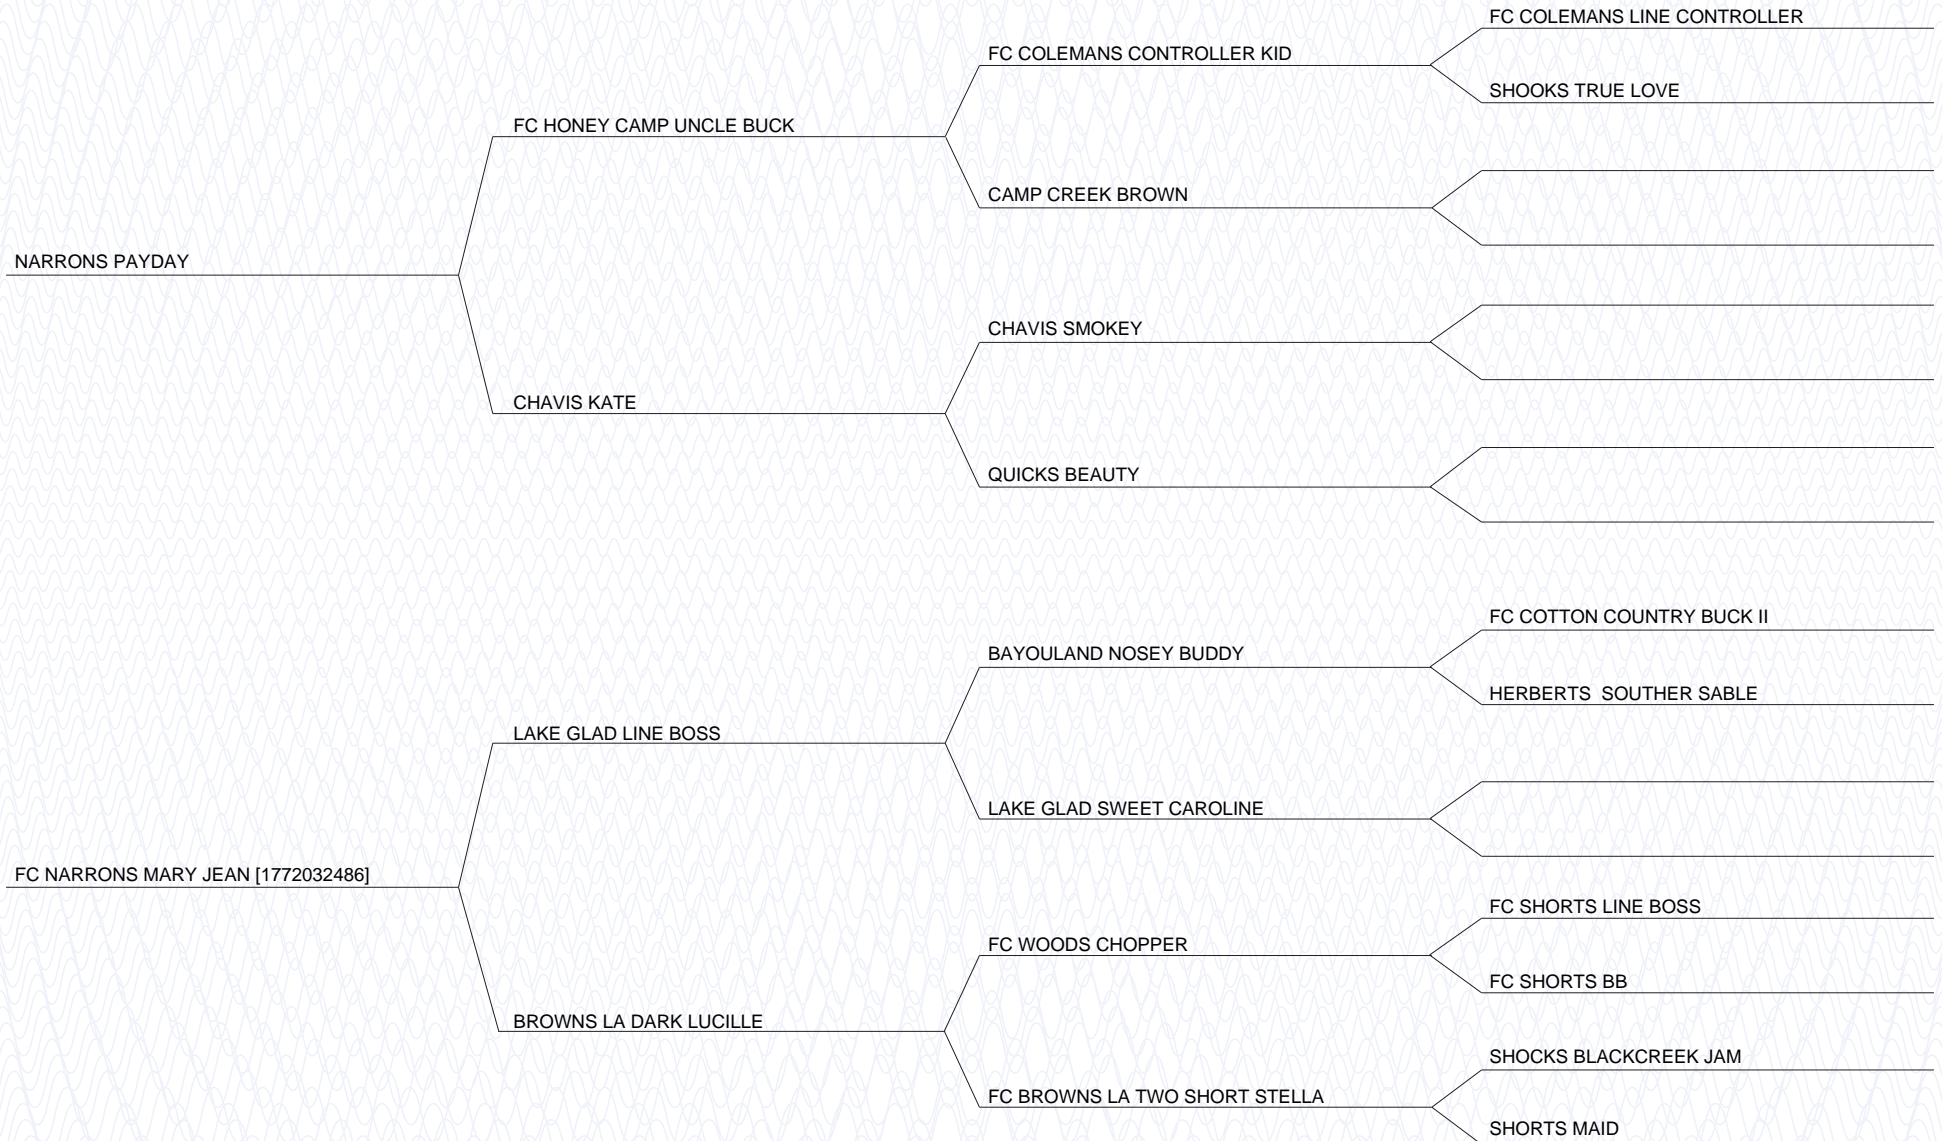 FC COLEMANS LINE CONTROLLER
FC COLEMANS CONTROLLER KID
SHOOKS TRUE LOVE
FC HONEY CAMP UNCLE BUCK
CAMP CREEK BROWN
NARRONS PAYDAY
CHAVIS SMOKEY
CHAVIS KATE
QUICKS BEAUTY
FC COTTON COUNTRY BUCK II
BAYOULAND NOSEY BUDDY
HERBERTS  SOUTHER SABLE
LAKE GLAD LINE BOSS
LAKE GLAD SWEET CAROLINE
FC NARRONS MARY JEAN [1772032486]
FC SHORTS LINE BOSS
FC WOODS CHOPPER
FC SHORTS BB
BROWNS LA DARK LUCILLE
SHOCKS BLACKCREEK JAM
FC BROWNS LA TWO SHORT STELLA
SHORTS MAID